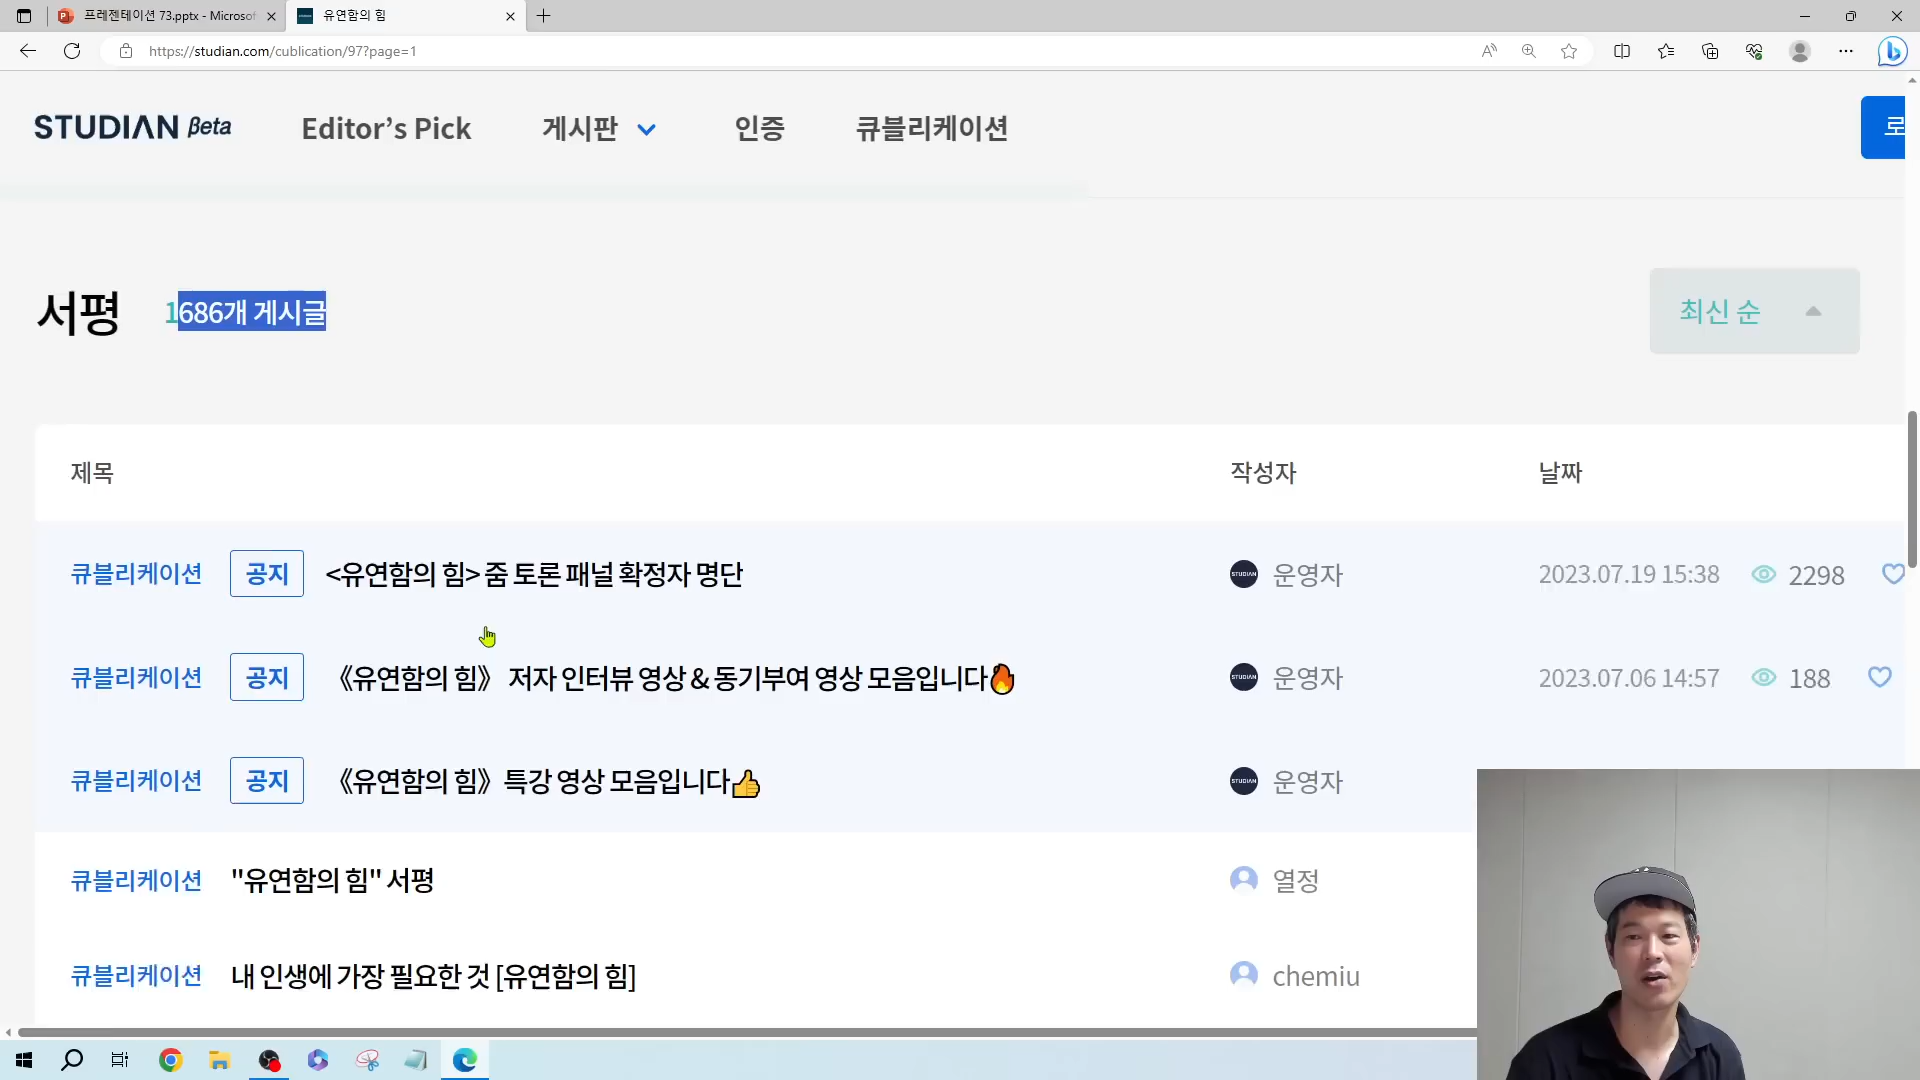 프레젠테이션 73.pptx - Microsof
유연함의 힘
https://studian.com/cublication/97?page=1
STUDIAN Beta
Editor's Pick
게시판
인증
큐블리케이션
로
서평
1686개 게시글
최신 순
제목
작성자
날짜
큐블리케이션 공지 <유연함의 힘> 줌 토론 패널 확정자 명단 운영자 2023.07.19 15:38 2298
큐블리케이션 공지 《유연함의 힘》 저자 인터뷰 영상 & 동기부여 영상 모음입니다🔥 운영자 2023.07.06 14:57 188
큐블리케이션 공지 《유연함의 힘》 특강 영상 모음입니다👍 운영자
큐블리케이션 "유연함의 힘" 서평 열정
큐블리케이션 내 인생에 가장 필요한 것 [유연함의 힘] chemiu